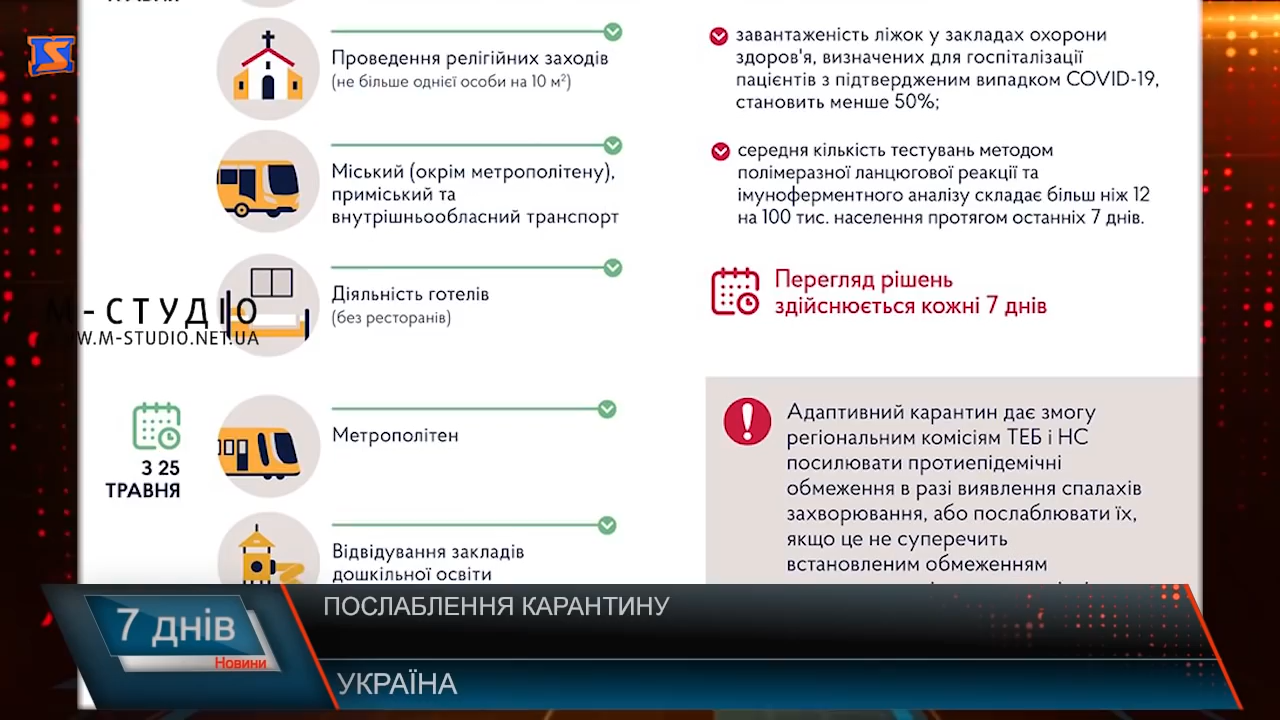 Проведення релігійних заходів
(не більше однієї особи на 10 м²)
Міський (окрім метрополітену),
приміський та
внутрішньообласний транспорт
Діяльність готелів
(без ресторанів)
М-СТУДІО
WWW.M-STUDIO.NET.UA
З 25
ТРАВНЯ
Метрополітен
Відвідування закладів
дошкільної освіти
завантаженість ліжок у закладах охорони
здоров'я, визначених для госпіталізації
пацієнтів з підтвердженим випадком COVID-19,
становить менше 50%;
середня кількість тестувань методом
полімеразної ланцюгової реакції та
імуноферментного аналізу складає більш ніж 12
на 100 тис. населення протягом останніх 7 днів.
Перегляд рішень
здійснюється кожні 7 днів
Адаптивний карантин дає змогу
регіональним комісіям ТЕБ і НС
посилювати протиепідемічні
обмеження в разі виявлення спалахів
захворювання, або послаблювати їх,
якщо це не суперечить
встановленим обмеженням
7 днів
Новини
ПОСЛАБЛЕННЯ КАРАНТИНУ
УКРАЇНА